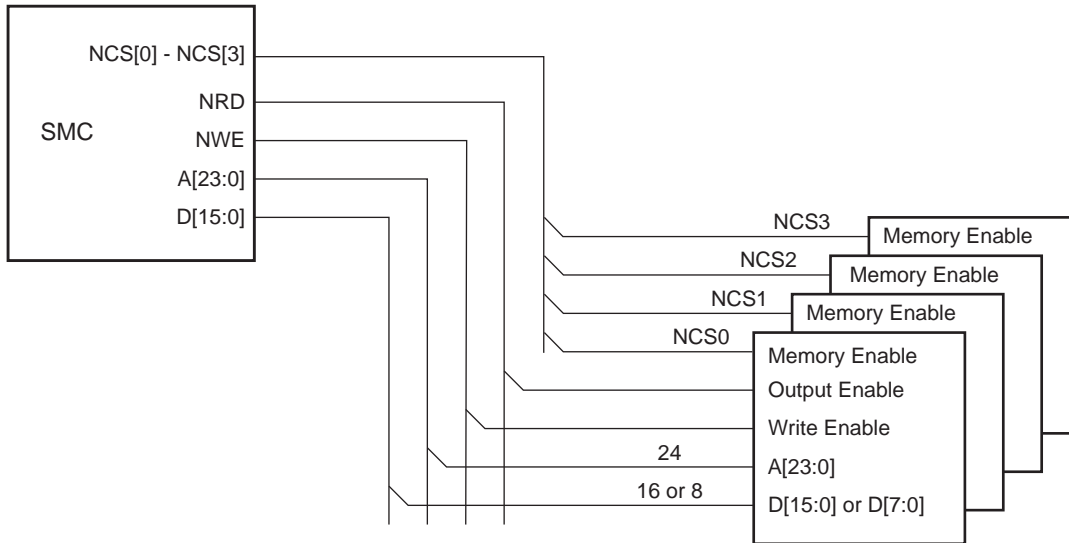 NCS[0] - NCS[3]
NRD
SMC
NWE
A[23:0]
D[15:0]
NCS3
Memory Enable
NCS2
Memory Enable
NCS1
Memory Enable
NCS0
Memory Enable
Output Enable
Write Enable
24
A[23:0]
16 or 8
D[15:0] or D[7:0]